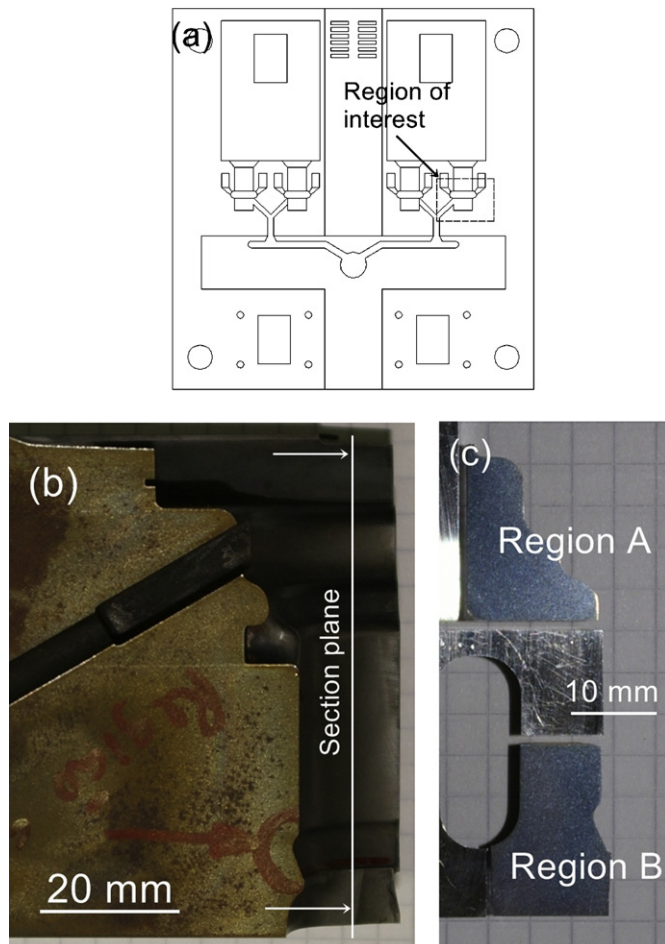 (a)
Region of
interest
(b)
Section plane
20 mm
(c)
Region A
10 mm
Region B